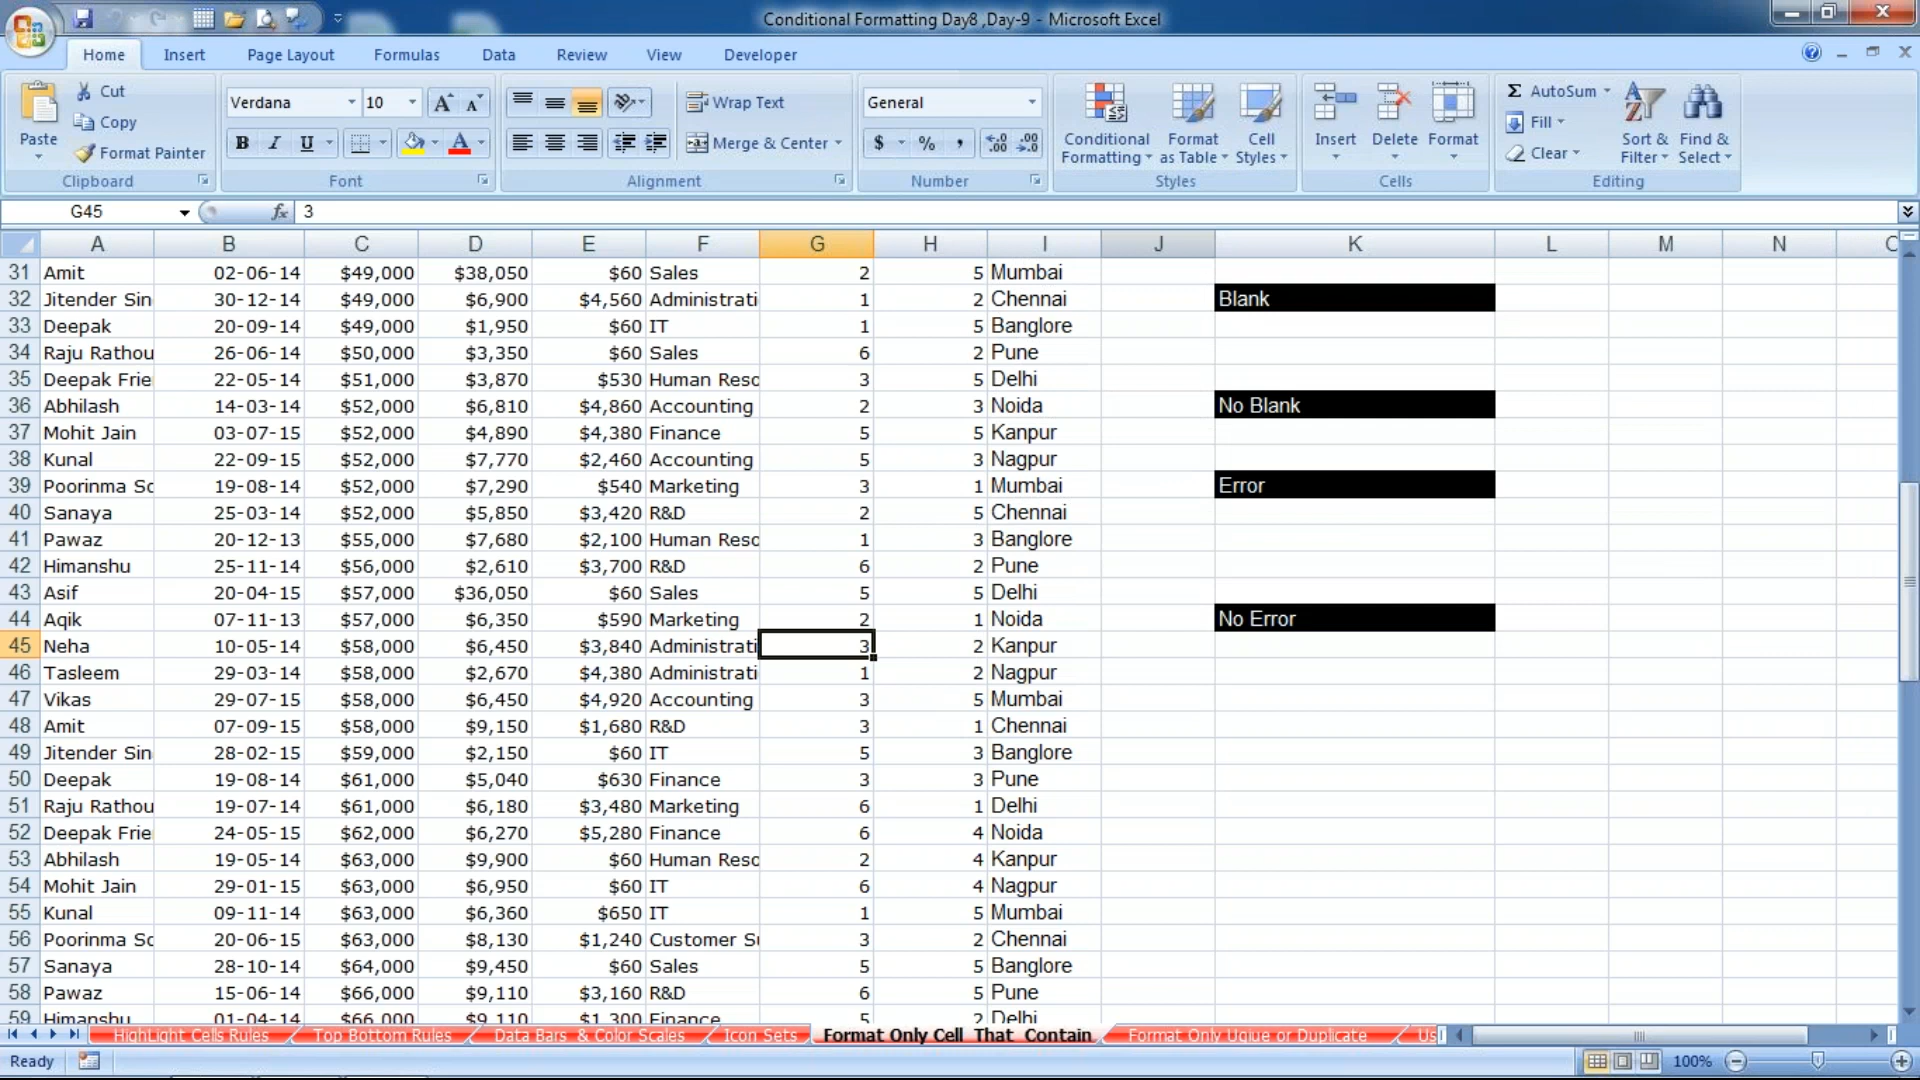 Conditional Formatting Day8 ,Day-9 - Microsoft Excel
Home Insert Page Layout Formulas Data Review View Developer
Paste Cut Copy Format Painter Clipboard
Verdana 10 B I U Font
Wrap Text Merge & Center Alignment
General $ % , Number
Conditional Formatting Format as Table Cell Styles Styles
Insert Delete Format Cells
Σ AutoSum Fill Clear Sort & Filter Find & Select Editing
G45 fx 3
A B C D E F G H I J K L M N
31 Amit 02-06-14 $49,000 $38,050 $60 Sales 2 5 Mumbai
32 Jitender Sin 30-12-14 $49,000 $6,900 $4,560 Administrati 1 2 Chennai Blank
33 Deepak 20-09-14 $49,000 $1,950 $60 IT 1 5 Banglore
34 Raju Rathou 26-06-14 $50,000 $3,350 $60 Sales 6 2 Pune
35 Deepak Frie 22-05-14 $51,000 $3,870 $530 Human Reso 3 5 Delhi
36 Abhilash 14-03-14 $52,000 $6,810 $4,860 Accounting 2 3 Noida No Blank
37 Mohit Jain 03-07-15 $52,000 $4,890 $4,380 Finance 5 5 Kanpur
38 Kunal 22-09-15 $52,000 $7,770 $2,460 Accounting 5 3 Nagpur
39 Poorinma Sc 19-08-14 $52,000 $7,290 $540 Marketing 3 1 Mumbai Error
40 Sanaya 25-03-14 $52,000 $5,850 $3,420 R&D 2 5 Chennai
41 Pawaz 20-12-13 $55,000 $7,680 $2,100 Human Reso 1 3 Banglore
42 Himanshu 25-11-14 $56,000 $2,610 $3,700 R&D 6 2 Pune
43 Asif 20-04-15 $57,000 $36,050 $60 Sales 5 5 Delhi
44 Aqik 07-11-13 $57,000 $6,350 $590 Marketing 2 1 Noida No Error
45 Neha 10-05-14 $58,000 $6,450 $3,840 Administrati 3 2 Kanpur
46 Tasleem 29-03-14 $58,000 $2,670 $4,380 Administrati 1 2 Nagpur
47 Vikas 29-07-15 $58,000 $6,450 $4,920 Accounting 3 5 Mumbai
48 Amit 07-09-15 $58,000 $9,150 $1,680 R&D 3 1 Chennai
49 Jitender Sin 28-02-15 $59,000 $2,150 $60 IT 5 3 Banglore
50 Deepak 19-08-14 $61,000 $5,040 $630 Finance 3 3 Pune
51 Raju Rathou 19-07-14 $61,000 $6,180 $3,480 Marketing 6 1 Delhi
52 Deepak Frie 24-05-15 $62,000 $6,270 $5,280 Finance 6 4 Noida
53 Abhilash 19-05-14 $63,000 $9,900 $60 Human Reso 2 4 Kanpur
54 Mohit Jain 29-01-15 $63,000 $6,950 $60 IT 6 4 Nagpur
55 Kunal 09-11-14 $63,000 $6,360 $650 IT 1 5 Mumbai
56 Poorinma Sc 20-06-15 $63,000 $8,130 $1,240 Customer Su 3 2 Chennai
57 Sanaya 28-10-14 $64,000 $9,450 $60 Sales 5 5 Banglore
58 Pawaz 15-06-14 $66,000 $9,110 $3,160 R&D 6 5 Pune
59 Himanshu 01-04-14 $66,000 $9,110 $1,300 Finance 5 2 Delhi
HighLight Cells Rules Top Bottom Rules Data Bars & Color Scales Icon Sets Format Only Cell That Contain Format Only Uqiue or Duplicate Us
Ready 100%